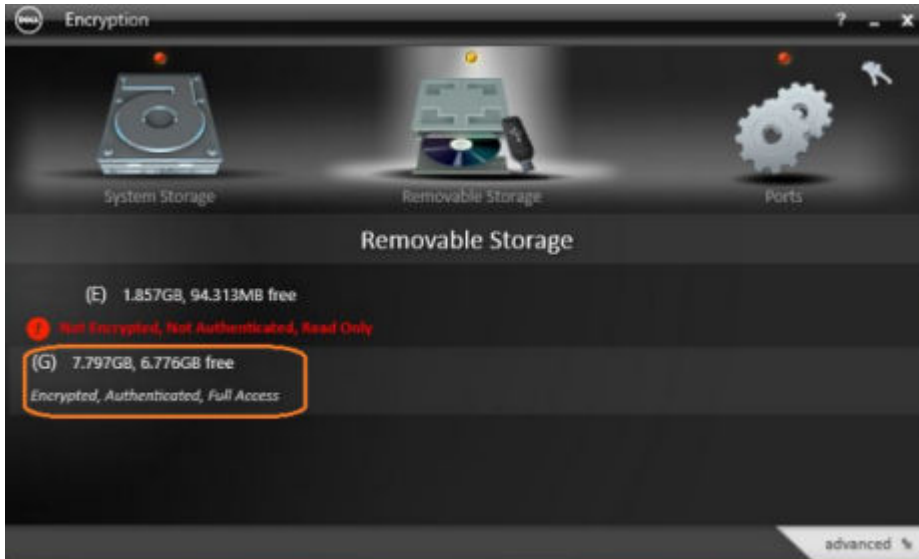 DELL
Encryption
? _ x
System Storage
Removable Storage
Ports
Removable Storage
(E) 1.857GB, 94.313MB free
! Not Encrypted, Not Authenticated, Read Only
(G) 7.797GB, 6.776GB free
Encrypted, Authenticated, Full Access
advanced